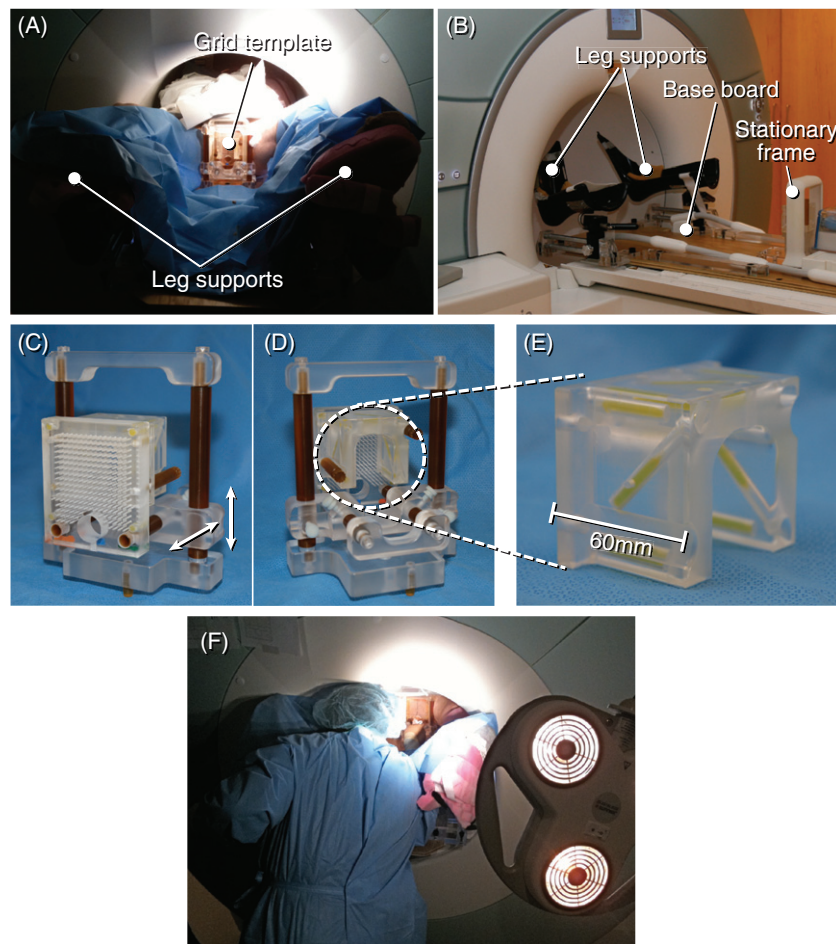 (A)
Grid template
Leg supports
(B)
Leg supports
Base board
Stationary
frame
(C)
(D)
(E)
60mm
(F)